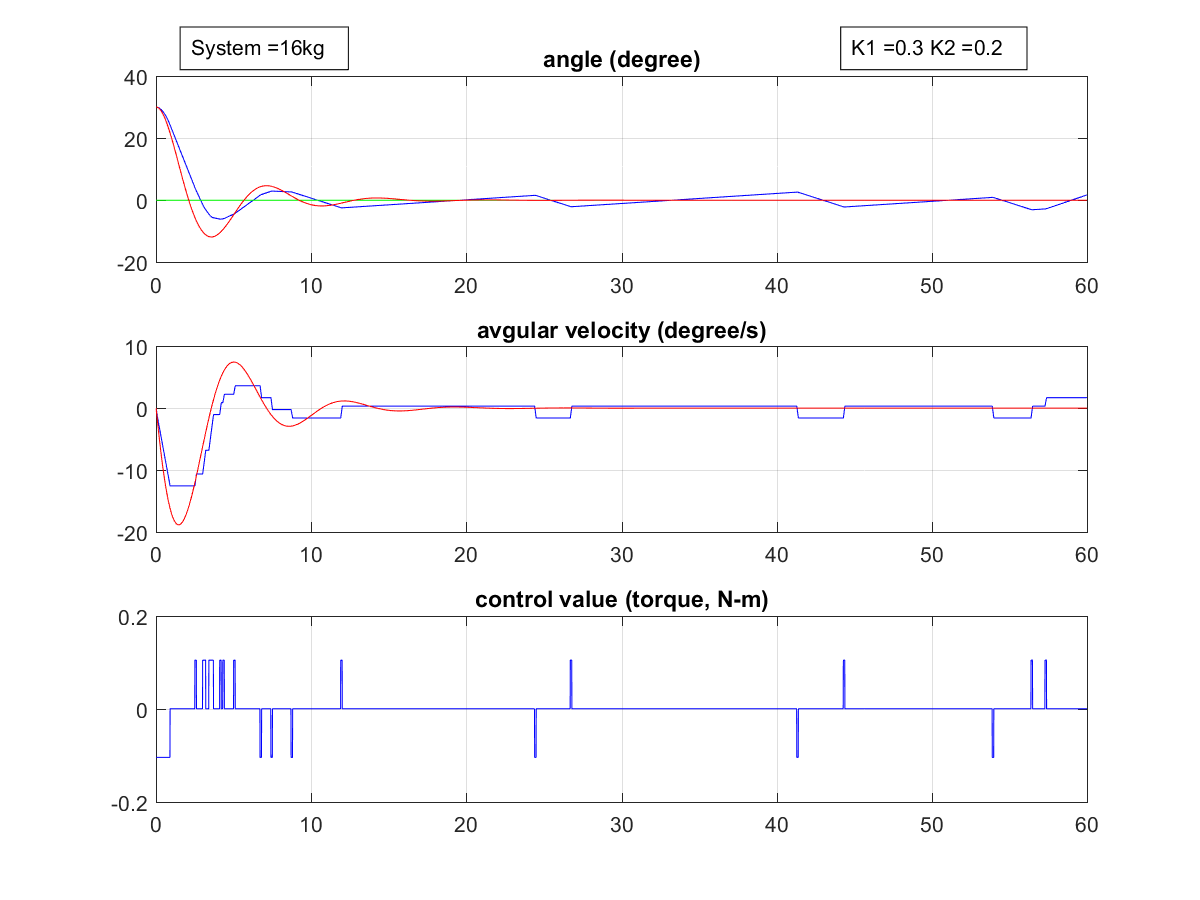 System =16kg
K1 =0.3 K2 =0.2
angle (degree)
40
20
0
-20
0 10 20 30 40 50 60
avgular velocity (degree/s)
10
0
-10
-20
0 10 20 30 40 50 60
control value (torque, N-m)
0.2
0
-0.2
0 10 20 30 40 50 60